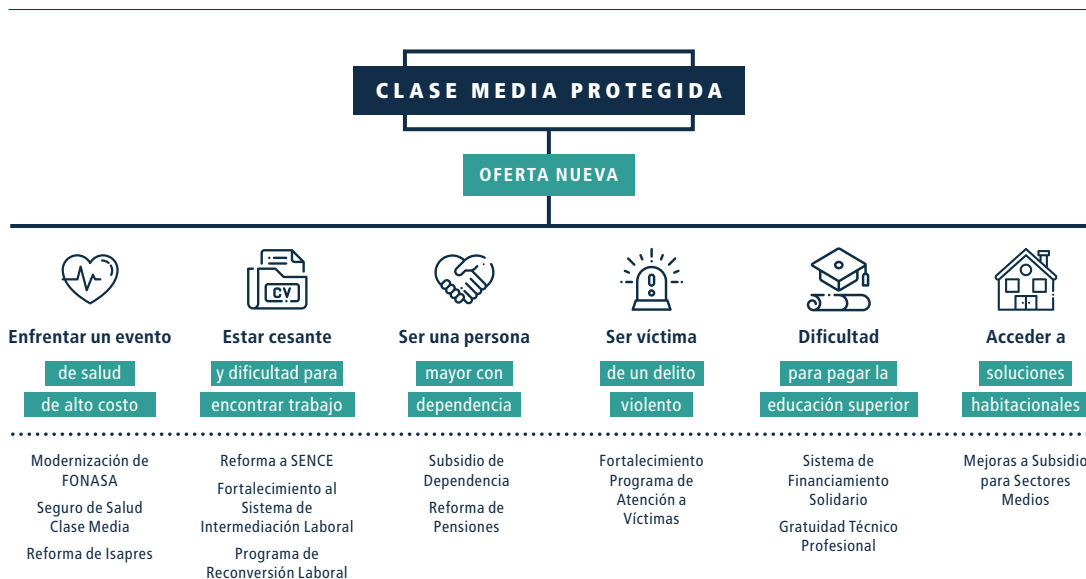 CLASE MEDIA PROTEGIDA
OFERTA NUEVA
CV
Enfrentar un evento
de salud
de alto costo
Estar cesante
y dificultad para
encontrar trabajo
Ser una persona
mayor con
dependencia
Ser víctima
de un delito
violento
Dificultad
para pagar la
educación superior
Acceder a
soluciones
habitacionales
Modernización de
FONASA
Seguro de Salud
Clase Media
Reforma de Isapres
Reforma a SENCE
Fortalecimiento al
Sistema de
Intermediación Laboral
Programa de
Reconversión Laboral
Subsidio de
Dependencia
Reforma de
Pensiones
Fortalecimiento
Programa de
Atención a
Víctimas
Sistema de
Financiamiento
Solidario
Gratuidad Técnico
Profesional
Mejoras a Subsidio
para Sectores
Medios